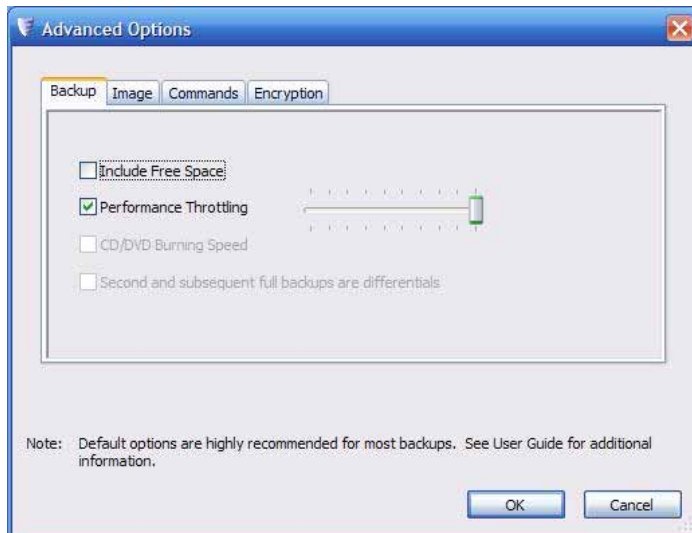 Advanced Options
Backup Image Commands Encryption
Include Free Space
Performance Throttling
CD/DVD Burning Speed
Second and subsequent full backups are differentials
Note: Default options are highly recommended for most backups. See User Guide for additional
information.
OK Cancel